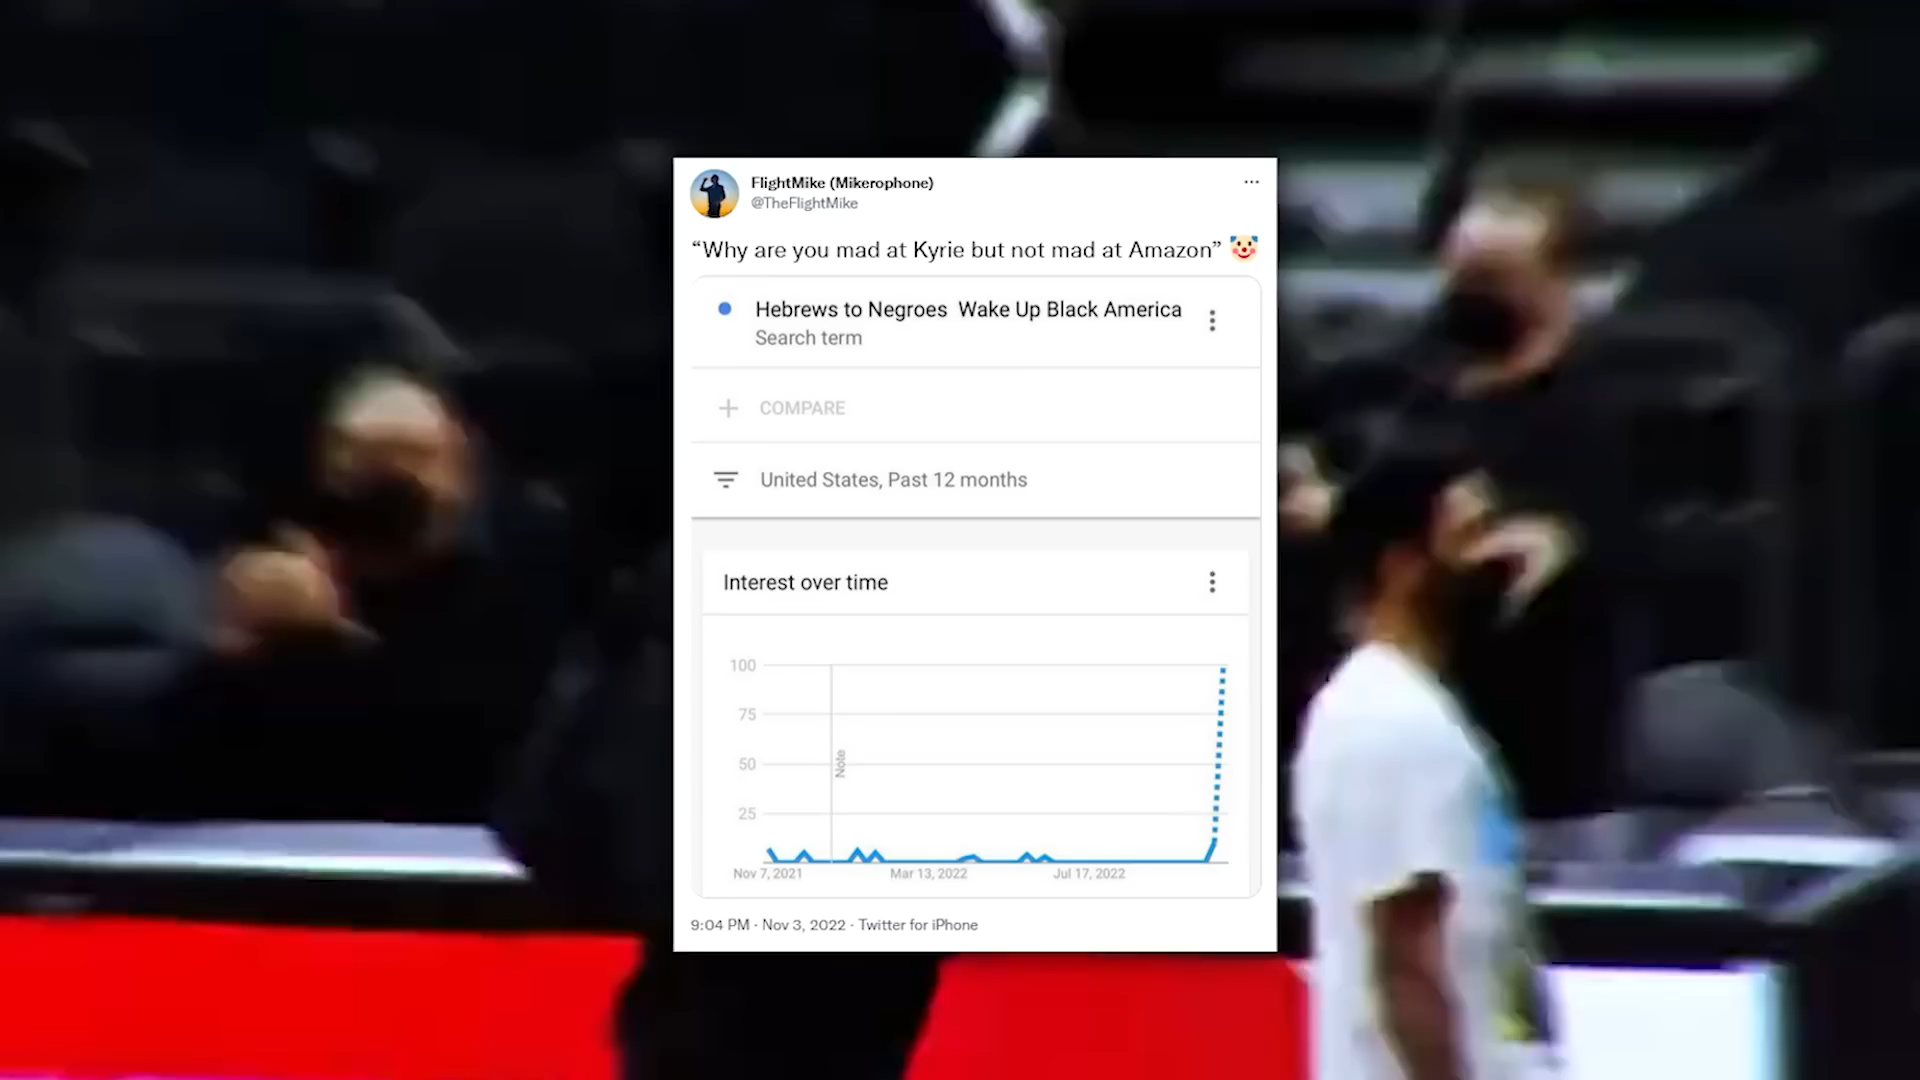 FlightMike (Mikerophone)
@TheFlightMike
“Why are you mad at Kyrie but not mad at Amazon” 🤡
Hebrews to Negroes Wake Up Black America
Search term
COMPARE
United States, Past 12 months
Interest over time
100
75
50
25
Note
Nov 7, 2021 Mar 13, 2022 Jul 17, 2022
9:04 PM · Nov 3, 2022 · Twitter for iPhone